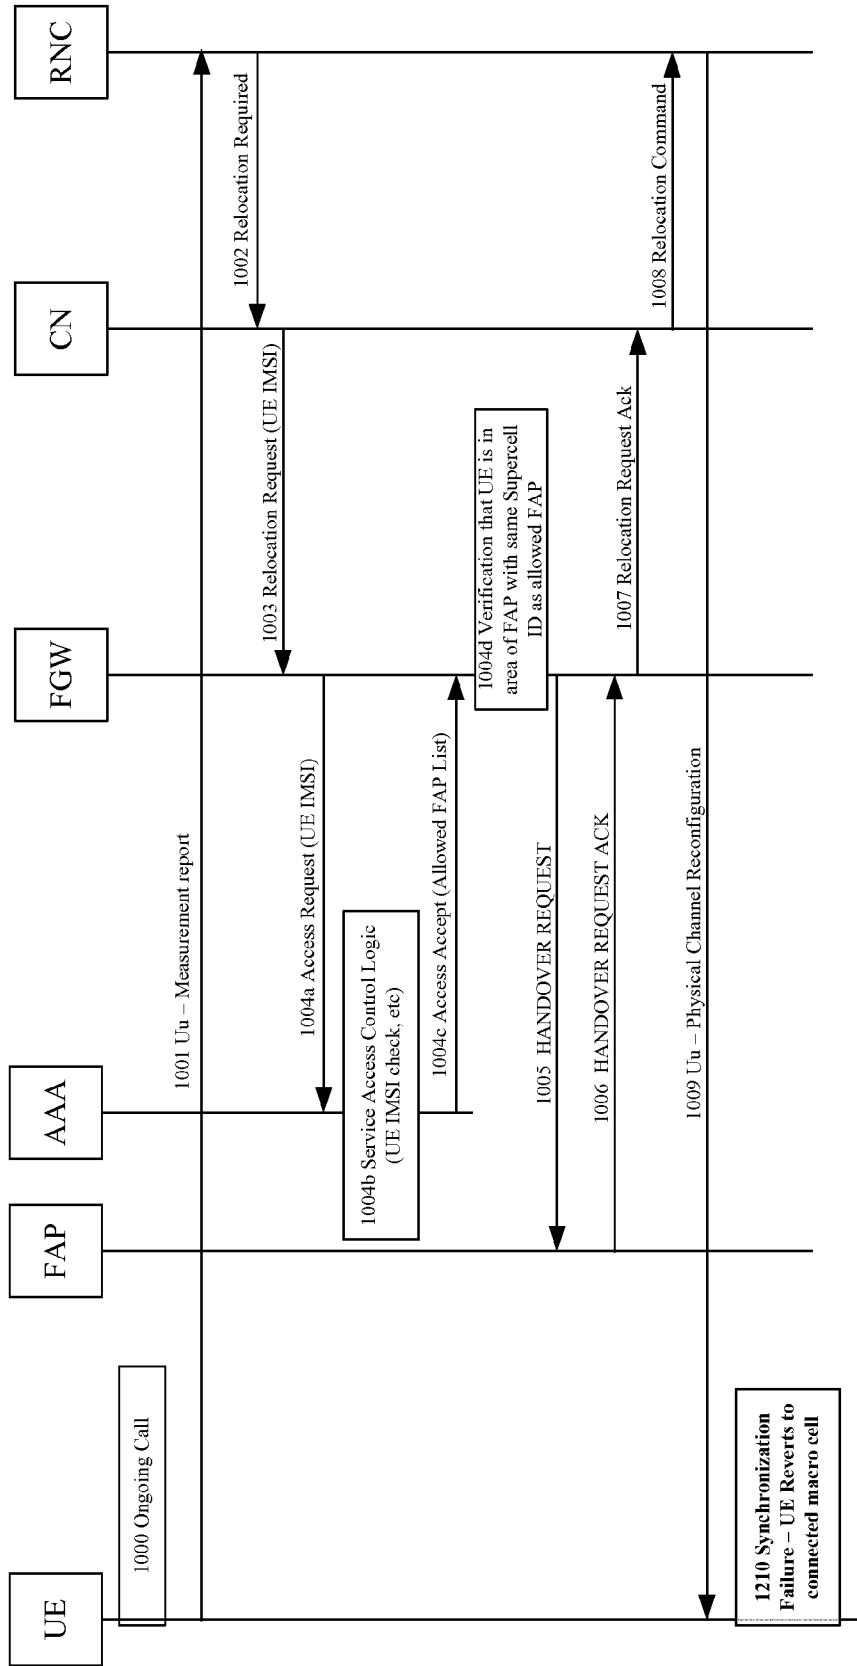 UE
FAP
AAA
FGW
CN
RNC
1000 Ongoing Call
1001 Uu – Measurement report
1002 Relocation Required
1003 Relocation Request (UE IMSI)
1004a Access Request (UE IMSI)
1004b Service Access Control Logic
(UE IMSI check, etc)
1004c Access Accept (Allowed FAP List)
1004d Verification that UE is in
area of FAP with same Supercell
ID as allowed FAP
1005 HANDOVER REQUEST
1006 HANDOVER REQUEST ACK
1007 Relocation Request Ack
1008 Relocation Command
1009 Uu – Physical Channel Reconfiguration
1210 Synchronization
Failure – UE Reverts to
connected macro cell